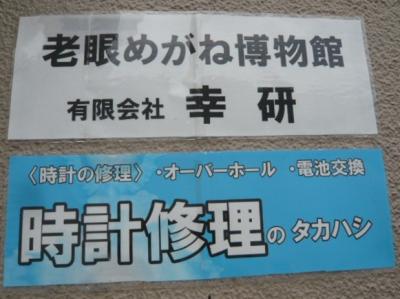 老眼めがね博物館
有限会社 幸研
〈時計の修理〉・オーバーホール ・電池交換
時計修理のタカハシ